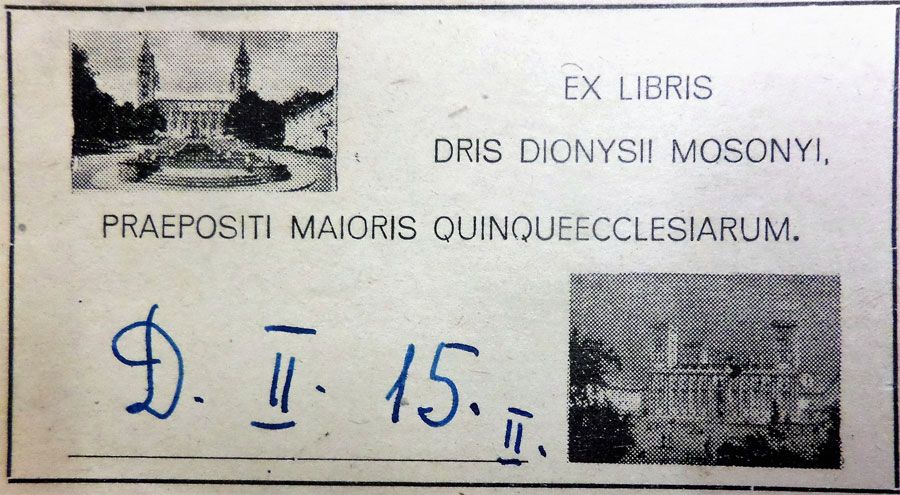 EX LIBRIS
DRIS DIONYSII MOSONYI,
PRAEPOSITI MAIORIS QUINQUEECCLESIARUM.
D. II. 15. II.